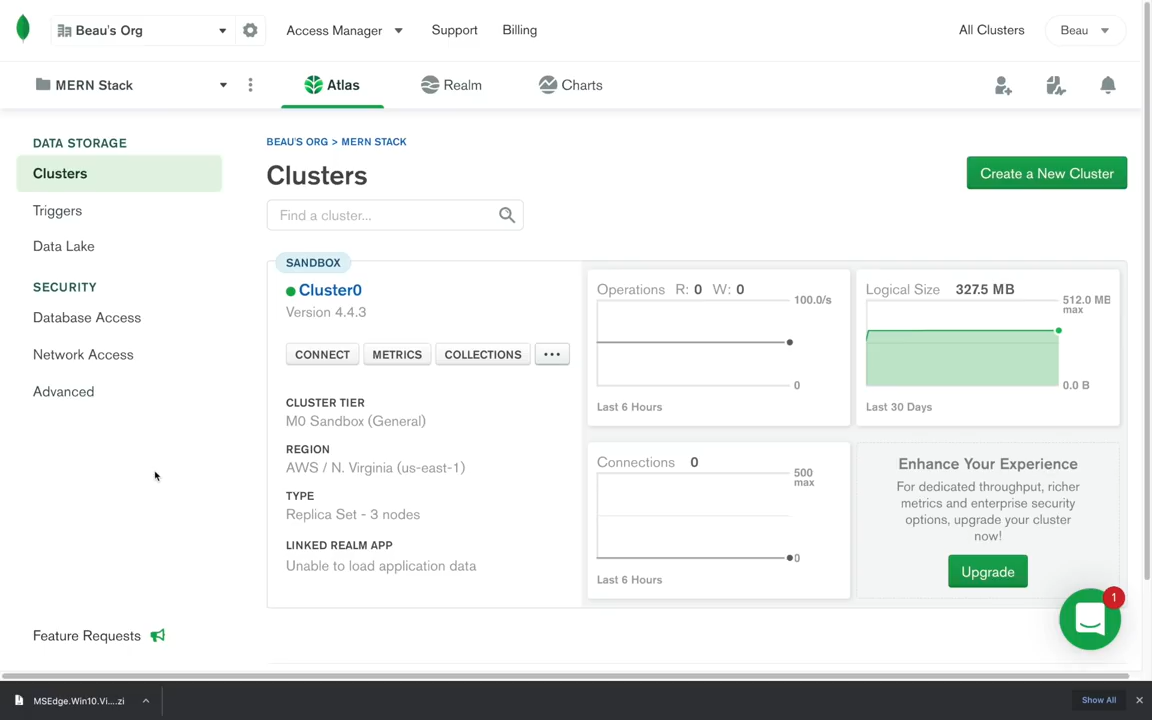 Beau's Org
Access Manager
Support
Billing
All Clusters
Beau
MERN Stack
Atlas
Realm
Charts
DATA STORAGE
Clusters
Triggers
Data Lake
SECURITY
Database Access
Network Access
Advanced
Feature Requests
BEAU'S ORG > MERN STACK
Clusters
Create a New Cluster
Find a cluster...
SANDBOX
Cluster0
Version 4.4.3
CONNECT
METRICS
COLLECTIONS
...
CLUSTER TIER
M0 Sandbox (General)
REGION
AWS / N. Virginia (us-east-1)
TYPE
Replica Set - 3 nodes
LINKED REALM APP
Unable to load application data
Operations R: 0 W: 0
100.0/s
0
Last 6 Hours
Logical Size 327.5 MB
512.0 MB
max
0.0 B
Last 30 Days
Connections 0
500
max
0
Last 6 Hours
Enhance Your Experience
For dedicated throughput, richer
metrics and enterprise security
options, upgrade your cluster
now!
Upgrade
1
MSEdge.Win10.Vi....zi
Show All